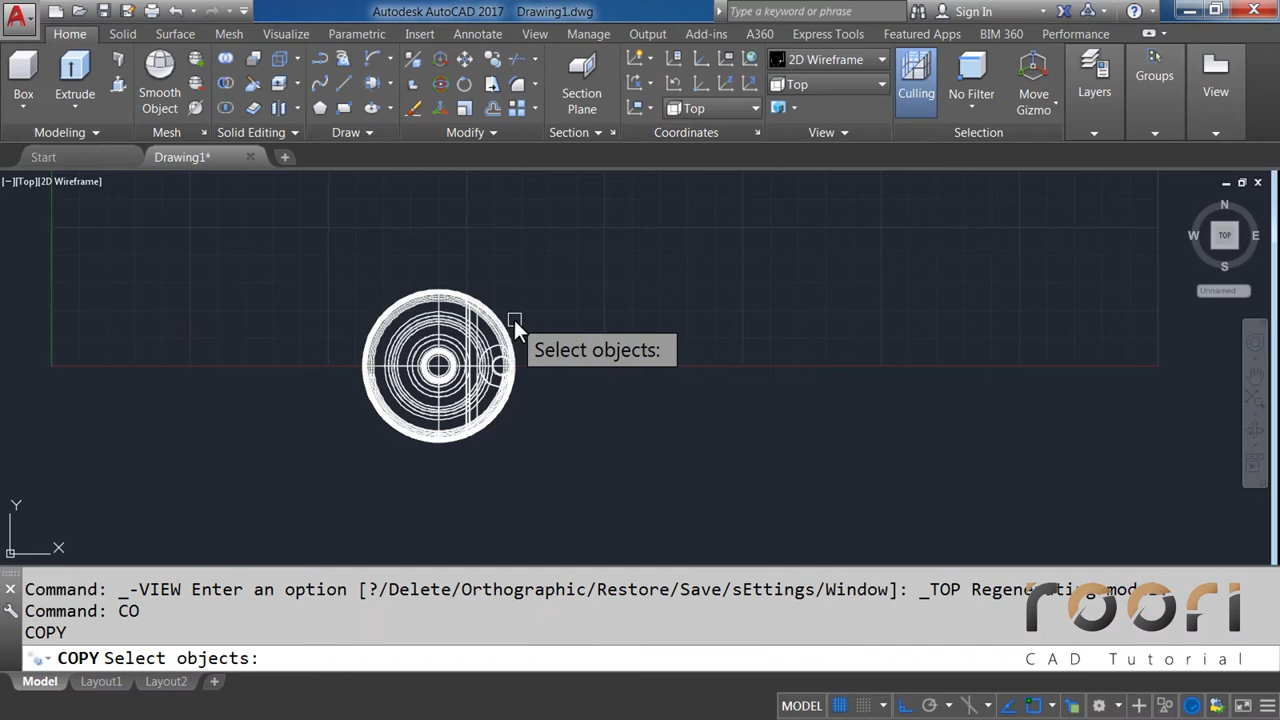 Autodesk AutoCAD 2017 Drawing1.dwg
Type a keyword or phrase
Sign In
Home Solid Surface Mesh Visualize Parametric Insert Annotate View Manage Output Add-ins A360 Express Tools Featured Apps BIM 360 Performance
2D Wireframe
Top
Top
Box
Extrude
Smooth Object
Section Plane
Culling
No Filter
Move Gizmo
Layers
Groups
View
Modeling
Mesh
Solid Editing
Draw
Modify
Section
Coordinates
View
Selection
Start
Drawing1*
[−][Top][2D Wireframe]
N
W
TOP
E
S
Unnamed
Select objects:
Y
X
Command: _-VIEW Enter an option [?/Delete/Orthographic/Restore/Save/sEttings/Window]: _TOP Regenerating model.
Command: CO
COPY
COPY Select objects:
roori
CAD Tutorial
Model
Layout1
Layout2
MODEL